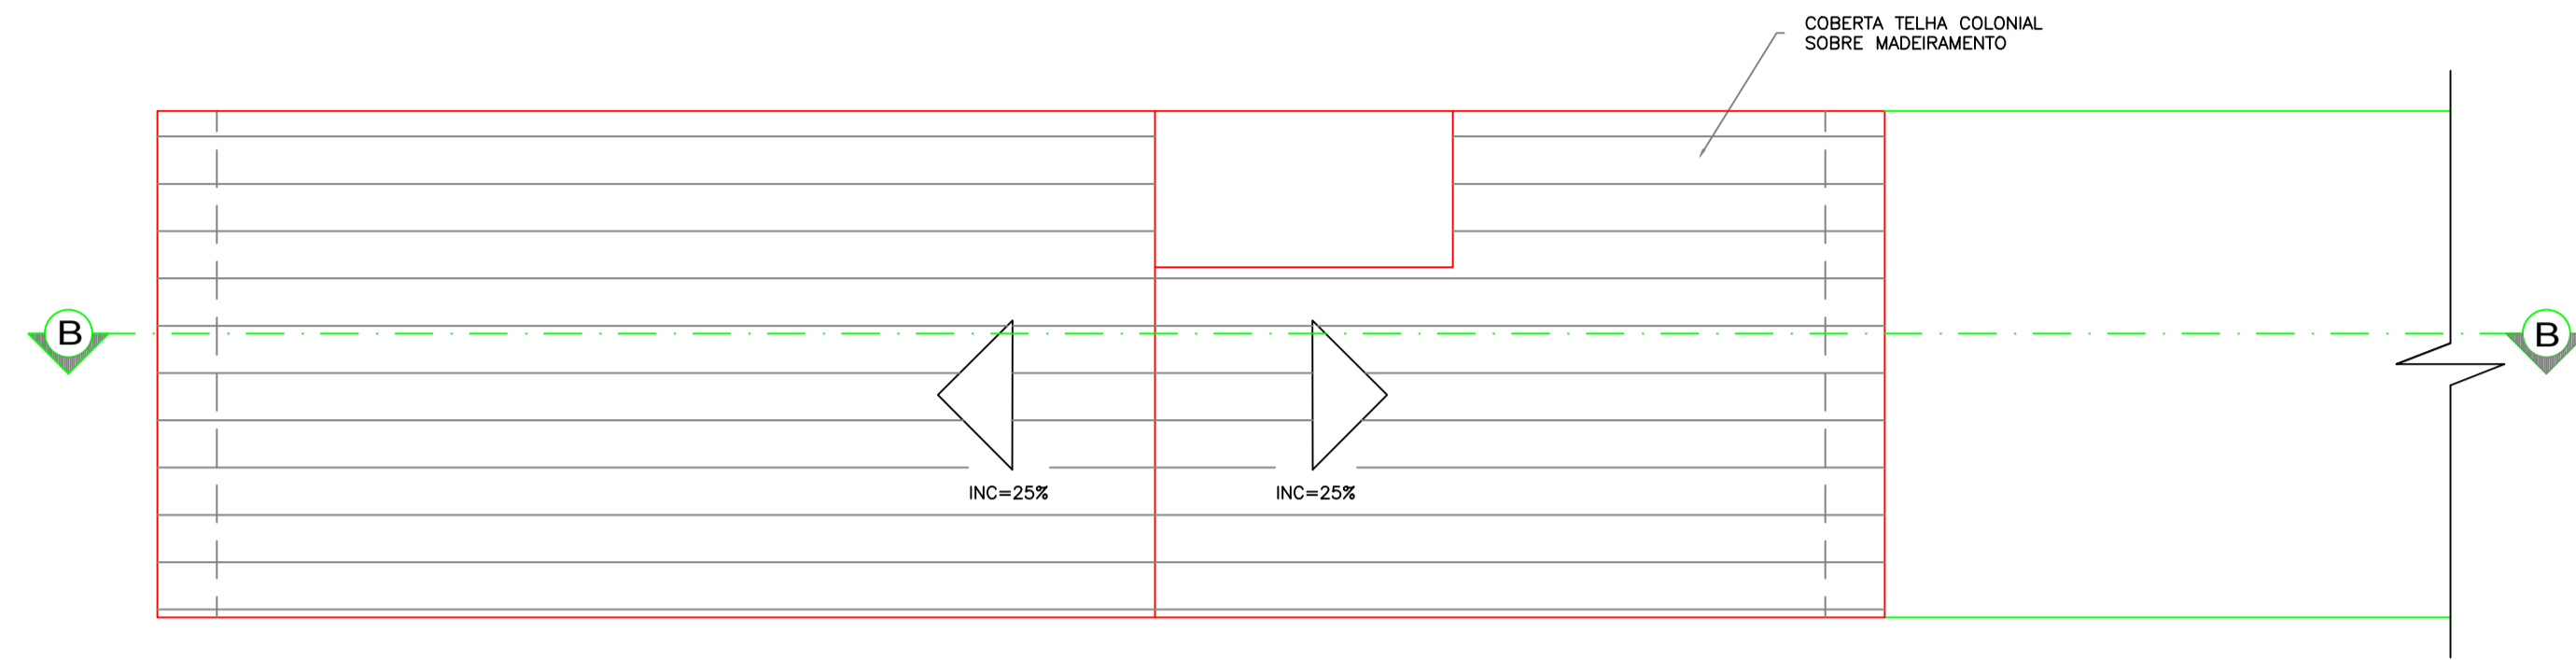 COBERTA TELHA COLONIAL
SOBRE MADEIRAMENTO
B
B
INC=25%
INC=25%